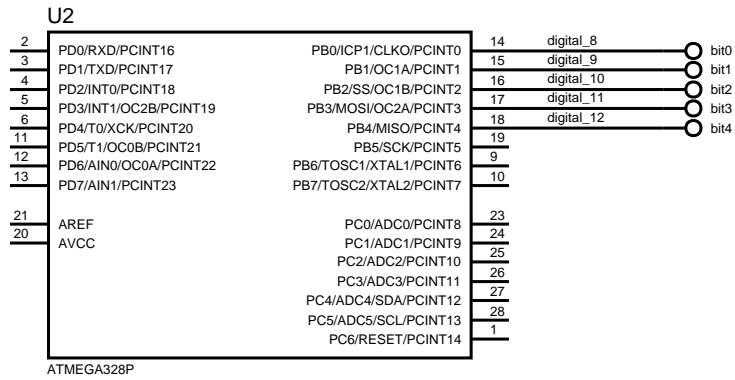 U2
2 PD0/RXD/PCINT16 PB0/ICP1/CLKO/PCINT0 14 digital_8 bit0
3 PD1/TXD/PCINT17 PB1/OC1A/PCINT1 15 digital_9 bit1
4 PD2/INT0/PCINT18 PB2/SS/OC1B/PCINT2 16 digital_10 bit2
5 PD3/INT1/OC2B/PCINT19 PB3/MOSI/OC2A/PCINT3 17 digital_11 bit3
6 PD4/T0/XCK/PCINT20 PB4/MISO/PCINT4 18 digital_12 bit4
11 PD5/T1/OC0B/PCINT21 PB5/SCK/PCINT5 19
12 PD6/AIN0/OC0A/PCINT22 PB6/TOSC1/XTAL1/PCINT6 9
13 PD7/AIN1/PCINT23 PB7/TOSC2/XTAL2/PCINT7 10
21 AREF PC0/ADC0/PCINT8 23
20 AVCC PC1/ADC1/PCINT9 24
PC2/ADC2/PCINT10 25
PC3/ADC3/PCINT11 26
PC4/ADC4/SDA/PCINT12 27
PC5/ADC5/SCL/PCINT13 28
PC6/RESET/PCINT14 1
ATMEGA328P